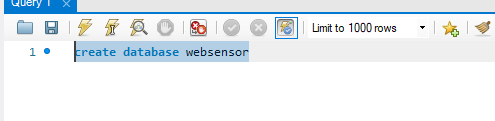 Query 1
Limit to 1000 rows
1
create database websensor